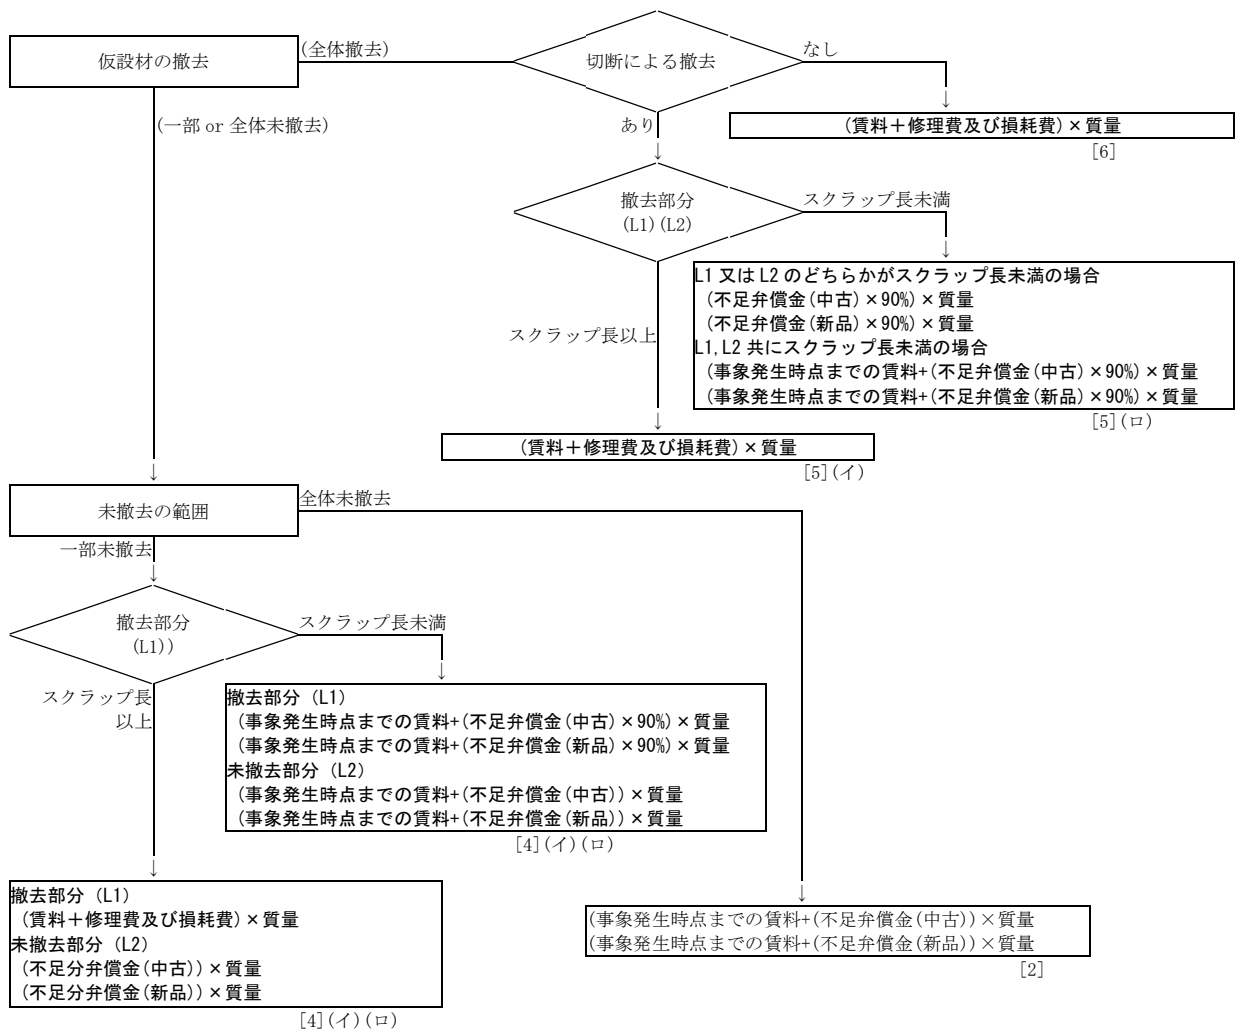 仮設材の撤去
(全体撤去)
切断による撤去
なし
(一部 or 全体未撤去)
あり
(賃料＋修理費及び損耗費)×質量
[6]
撤去部分
(L1)(L2)
スクラップ長未満
L1 又は L2 のどちらかがスクラップ長未満の場合
(不足弁償金(中古)×90%)×質量
(不足弁償金(新品)×90%)×質量
L1,L2 共にスクラップ長未満の場合
(事象発生時点までの賃料+(不足弁償金(中古)×90%)×質量
(事象発生時点までの賃料+(不足弁償金(新品)×90%)×質量
[5](ロ)
スクラップ長以上
(賃料＋修理費及び損耗費)×質量
[5](イ)
未撤去の範囲
全体未撤去
一部未撤去
撤去部分
(L1))
スクラップ長未満
スクラップ長
以上
撤去部分 (L1)
(事象発生時点までの賃料+(不足弁償金(中古)×90%)×質量
(事象発生時点までの賃料+(不足弁償金(新品)×90%)×質量
未撤去部分 (L2)
(事象発生時点までの賃料+(不足弁償金(中古))×質量
(事象発生時点までの賃料+(不足弁償金(新品))×質量
[4](イ)(ロ)
撤去部分 (L1)
(賃料＋修理費及び損耗費)×質量
未撤去部分 (L2)
(不足分弁償金(中古))×質量
(不足分弁償金(新品))×質量
[4](イ)(ロ)
(事象発生時点までの賃料+(不足弁償金(中古))×質量
(事象発生時点までの賃料+(不足弁償金(新品))×質量
[2]